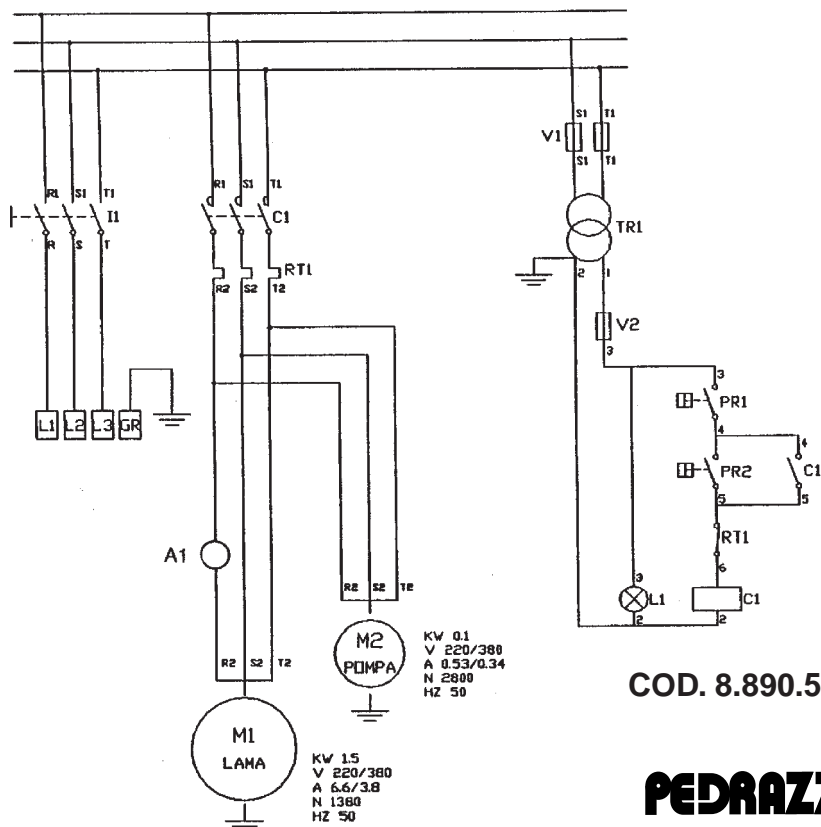 S1 T1
V1
S1 T1
R1 S1 T1
R1 S1 T1
I1
C1
TR1
R S T
RT1
R2 S2 T2
2 1
V2
3
3
PR1
L1 L2 L3 GR
4
4
PR2
C1
5
5
RT1
A1
6
3
R2 S2 T2
L1
C1
2
2
M2
POMPA
KW 0.1
V 220/380
A 0.53/0.34
N 2800
HZ 50
R2 S2 T2
COD. 8.890.5
M1
LAMA
KW 1.5
V 220/380
A 6.6/3.8
N 1380
HZ 50
PEDRAZZ